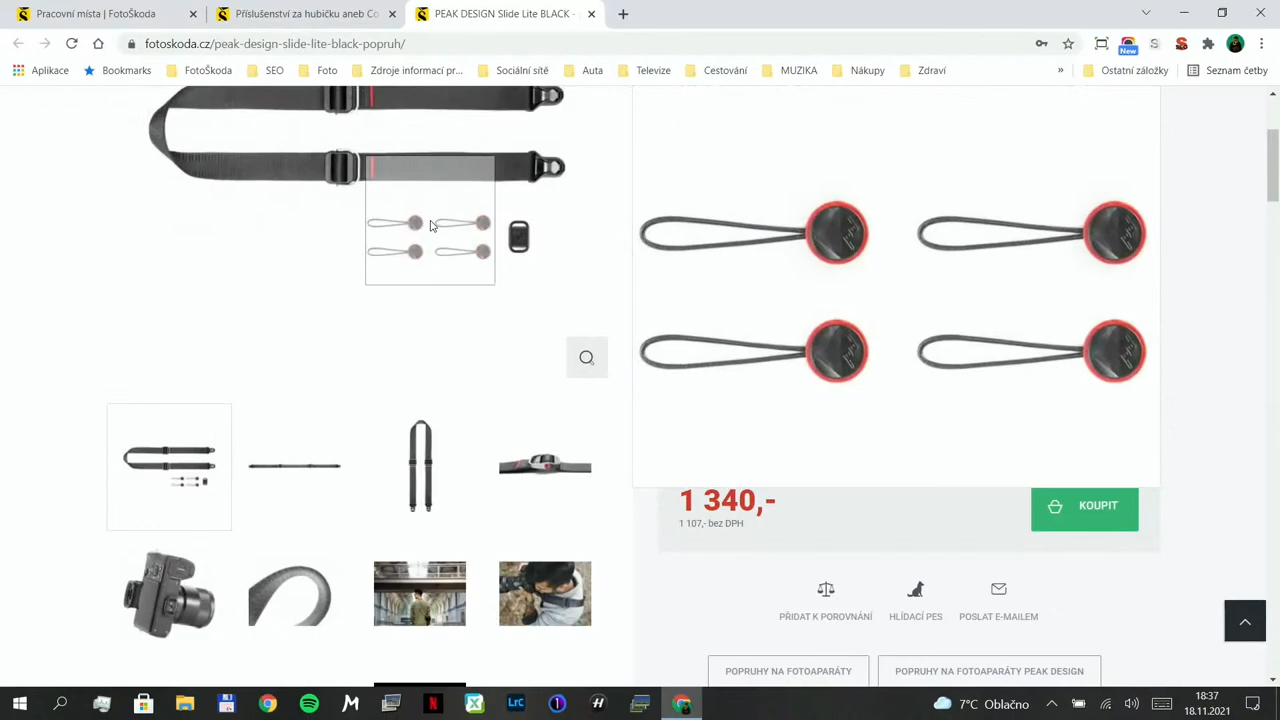 Pracovní místa | FotoŠkoda
Příslušenství za hubičku aneb Co
PEAK DESIGN Slide Lite BLACK -
fotoskoda.cz/peak-design-slide-lite-black-popruh/
New
Aplikace
Bookmarks
FotoŠkoda
SEO
Foto
Zdroje informací pr...
Sociální sítě
Auta
Televize
Cestování
MUZIKA
Nákupy
Zdraví
»
Ostatní záložky
Seznam četby
1 340,-
1 107,- bez DPH
KOUPIT
PŘIDAT K POROVNÁNÍ
HLÍDACÍ PES
POSLAT E-MAILEM
POPRUHY NA FOTOAPARÁTY
POPRUHY NA FOTOAPARÁTY PEAK DESIGN
Lrc
7°C Oblačno
18:37
18.11.2021